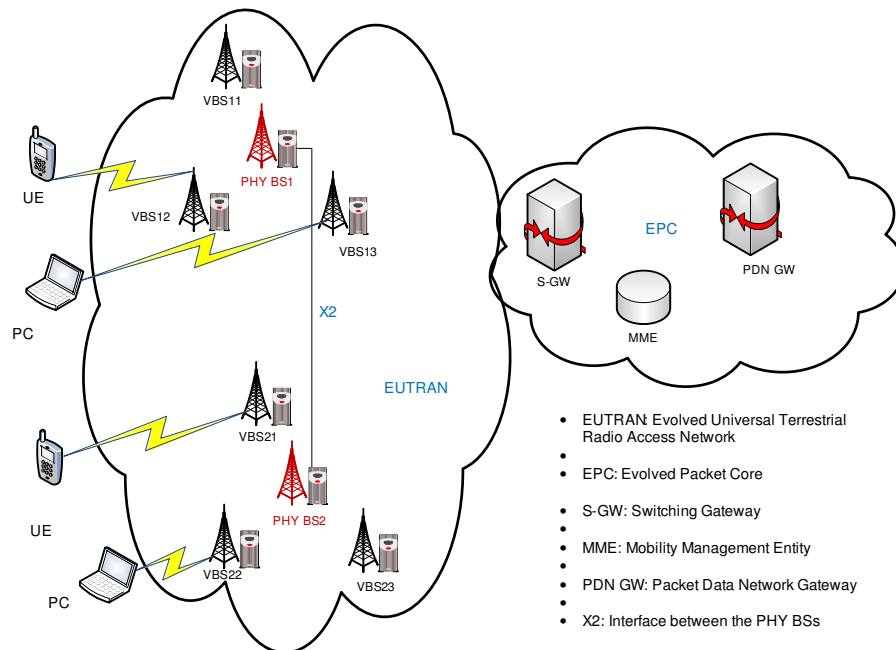 VBS11
PHY BS1
UE
VBS12
VBS13
S-GW
EPC
PDN GW
PC
X2
MME
EUTRAN
VBS21
UE
PHY BS2
VBS22
VBS23
PC
• EUTRAN: Evolved Universal Terrestrial
Radio Access Network
•
• EPC: Evolved Packet Core
•
• S-GW: Switching Gateway
•
• MME: Mobility Management Entity
•
• PDN GW: Packet Data Network Gateway
•
• X2: Interface between the PHY BSs